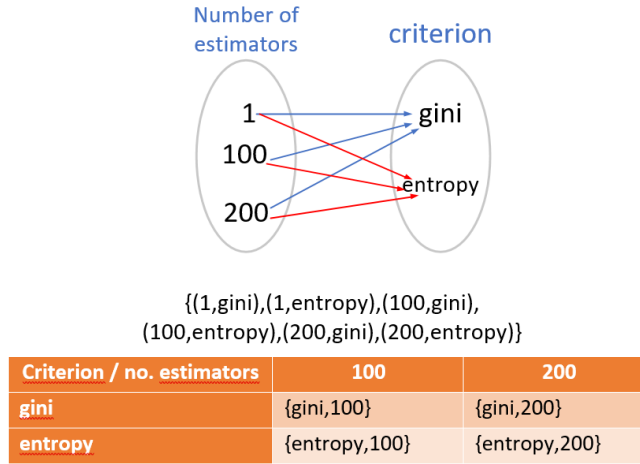 Number of
estimators
criterion
1
gini
100
entropy
200
{(1,gini),(1,entropy),(100,gini),
(100,entropy),(200,gini),(200,entropy)}
Criterion / no. estimators 100 200
gini {gini,100} {gini,200}
entropy {entropy,100} {entropy,200}